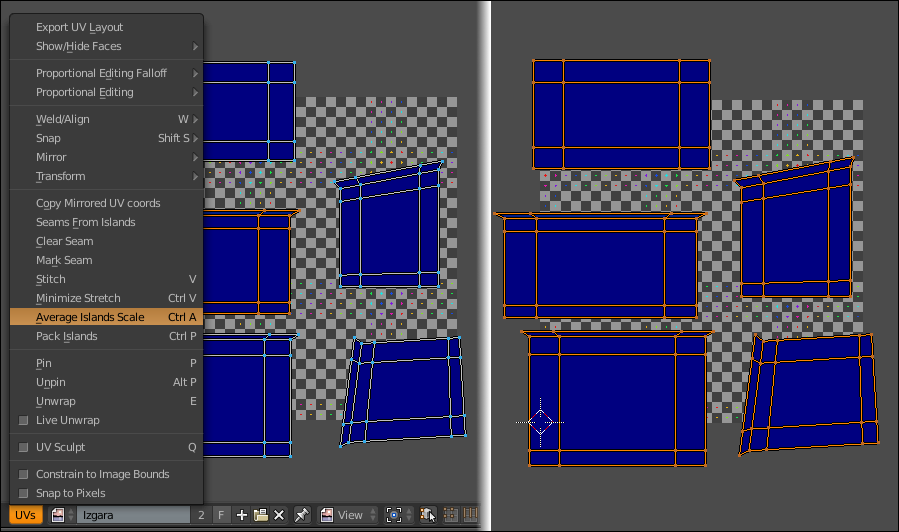 Export UV Layout
Show/Hide Faces
Proportional Editing Falloff
Proportional Editing
Weld/Align W
Snap Shift S
Mirror
Transform
Copy Mirrored UV coords
Seams From Islands
Clear Seam
Mark Seam
Stitch V
Minimize Stretch Ctrl V
Average Islands Scale Ctrl A
Pack Islands Ctrl P
Pin P
Unpin Alt P
Unwrap E
Live Unwrap
UV Sculpt Q
Constrain to Image Bounds
Snap to Pixels
UVs Izgara 2 F View